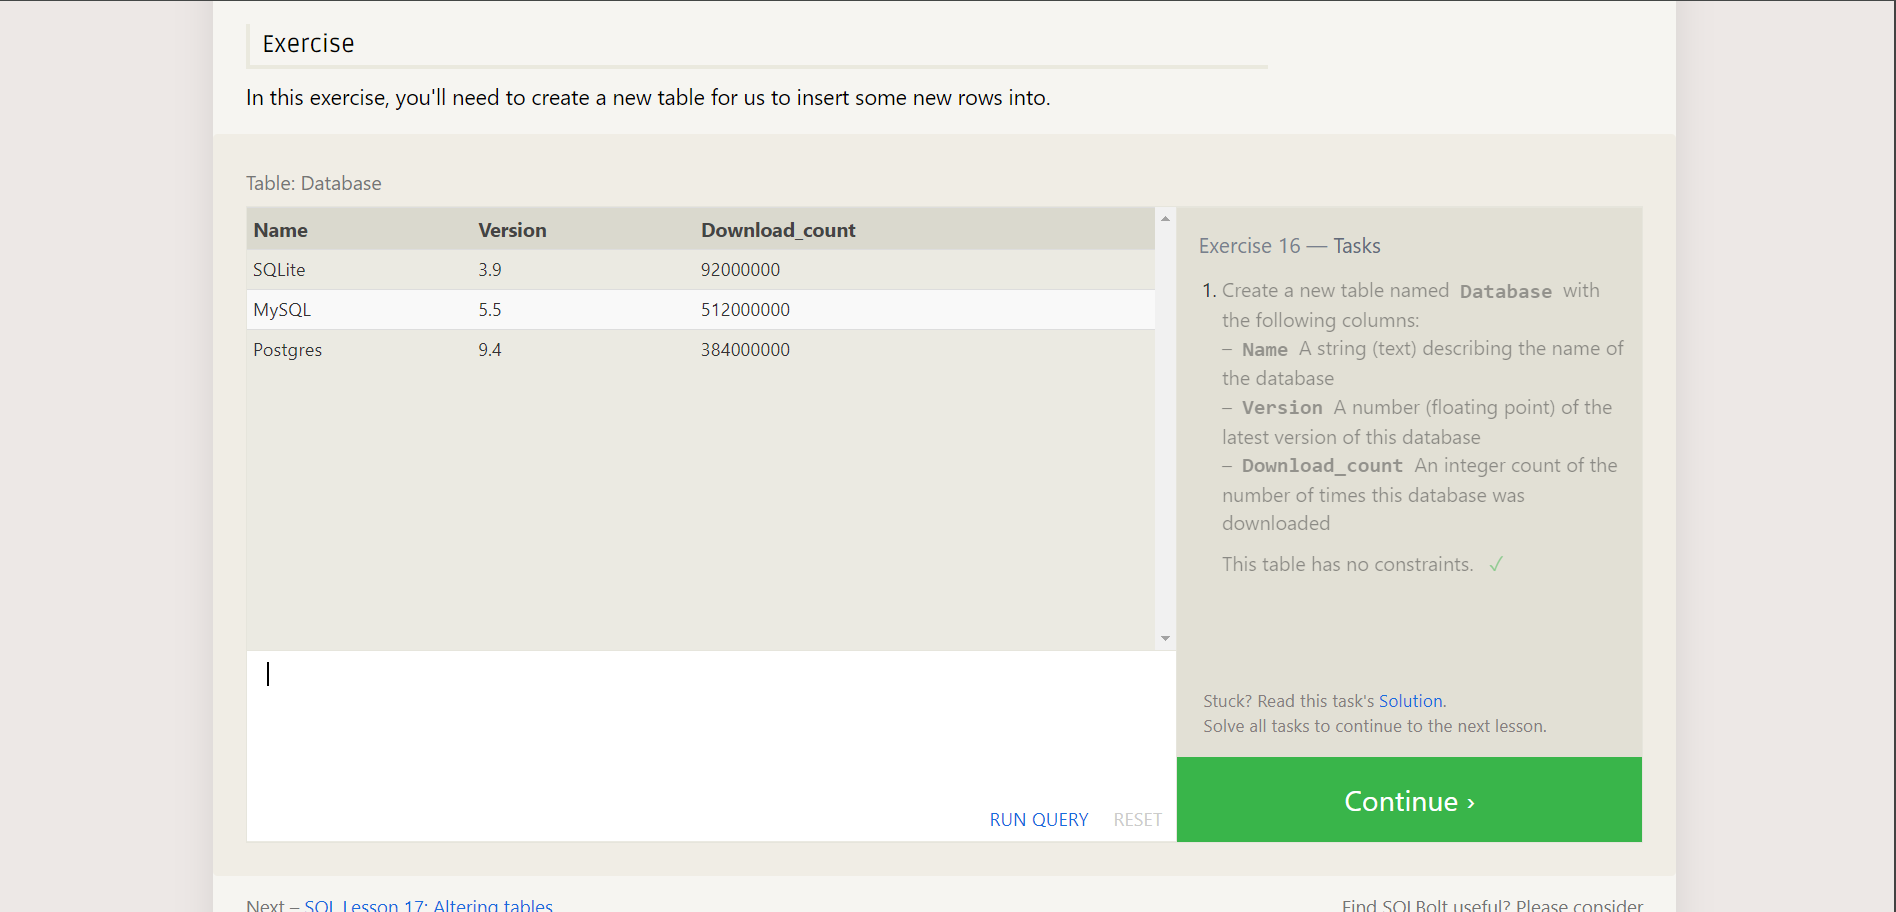 Exercise
In this exercise, you'll need to create a new table for us to insert some new rows into.
Table: Database
Name Version Download_count
SQLite 3.9 92000000
MySQL 5.5 512000000
Postgres 9.4 384000000
Exercise 16 — Tasks
1. Create a new table named Database with
the following columns:
– Name A string (text) describing the name of
the database
– Version A number (floating point) of the
latest version of this database
– Download_count An integer count of the
number of times this database was
downloaded
This table has no constraints. ✓
Stuck? Read this task's Solution.
Solve all tasks to continue to the next lesson.
RUN QUERY RESET
Continue ›
Next – SQL Lesson 17: Altering tables
Find SQLBolt useful? Please consider